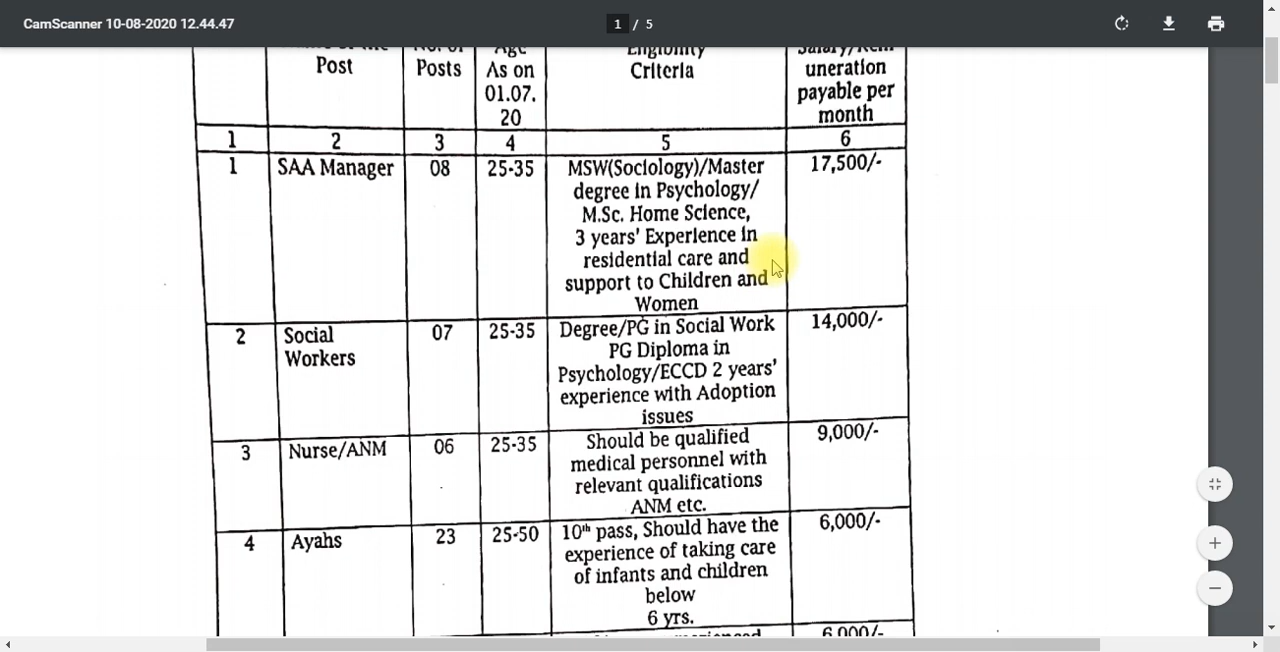 CamScanner 10-08-2020 12.44.47
1 / 5
Post
Posts
As on
01.07.
20
Eligibility
Criteria
uneration
payable per
month
1 2 3 4 5 6
1 SAA Manager 08 25-35 MSW(Sociology)/Master 17,500/-
degree in Psychology/
M.Sc. Home Science,
3 years' Experience in
residential care and
support to Children and
Women
2 Social 07 25-35 Degree/PG in Social Work 14,000/-
Workers PG Diploma in
Psychology/ECCD 2 years'
experience with Adoption
issues
3 Nurse/ANM 06 25-35 Should be qualified 9,000/-
medical personnel with
relevant qualifications
ANM etc.
4 Ayahs 23 25-50 10th pass, Should have the 6,000/-
experience of taking care
of infants and children
below
6 yrs.
6,000/-